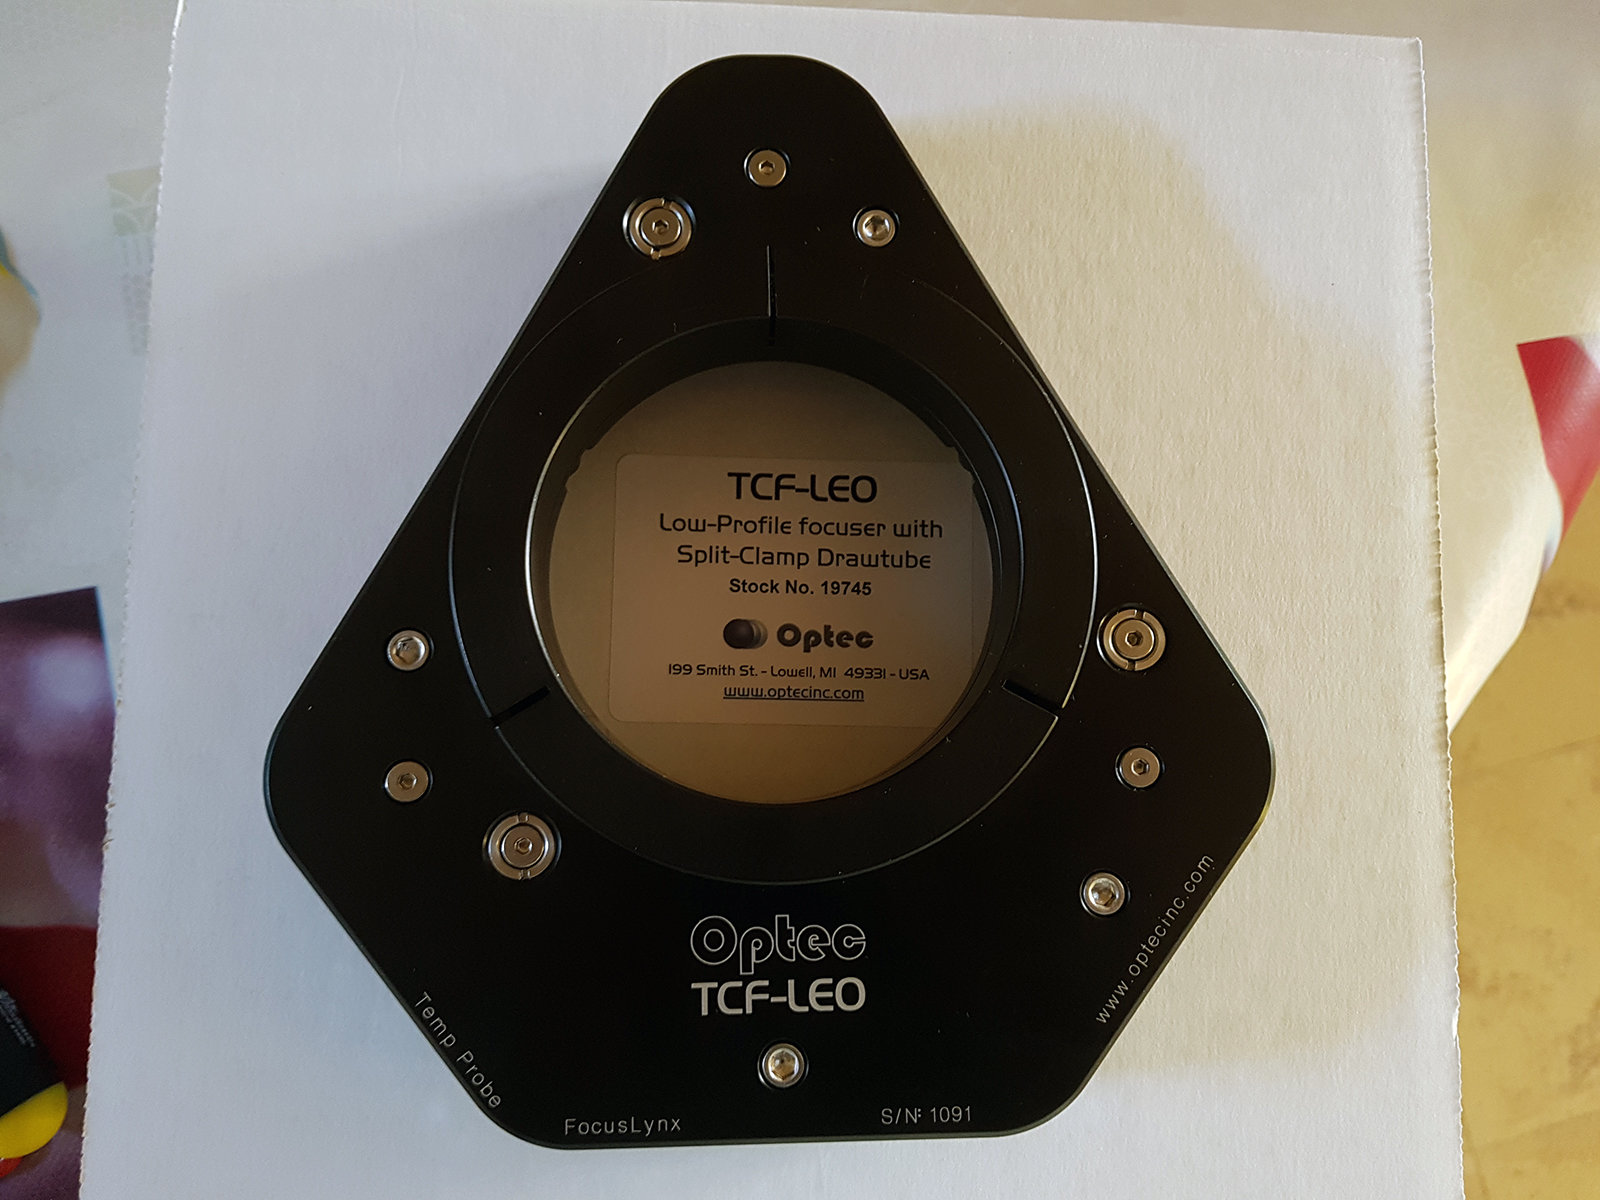 TCF-LEO
Low-Profile focuser with
Split-Clamp Drawtube
Stock No. 19745
Optec
199 Smith St. - Lowell, MI 49331 - USA
www.optecinc.com
Optec
TCF-LEO
Temp Probe
FocusLynx
S/N: 1091
www.optecinc.com